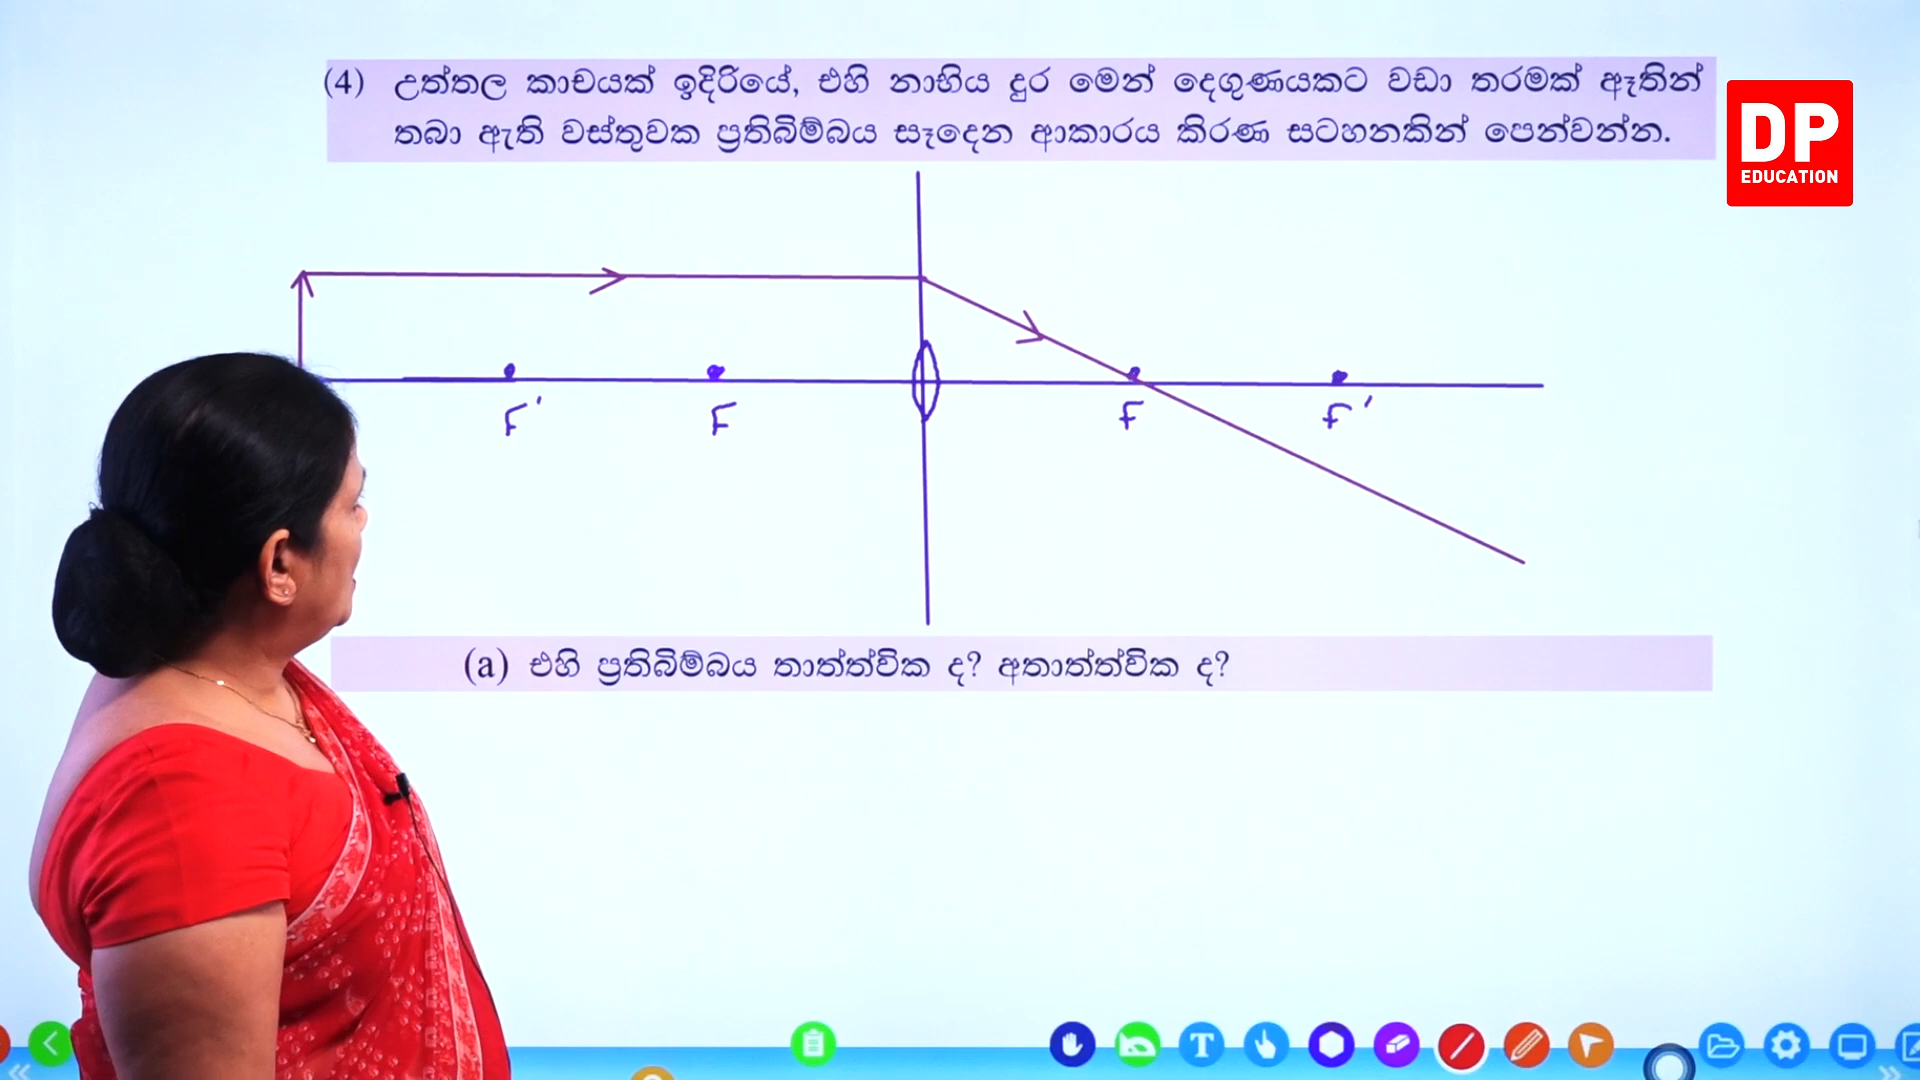 (4) උත්තල කාචයක් ඉදිරියේ, එහි නාභිය දුර මෙන් දෙගුණයකට වඩා තරමක් ඈතින්
තබා ඇති වස්තුවක ප්‍රතිබිම්බය සෑදෙන ආකාරය කිරණ සටහනකින් පෙන්වන්න.
DP
EDUCATION
F' F F F'
(a) එහි ප්‍රතිබිම්බය තාත්ත්වික ද? අතාත්ත්වික ද?
T